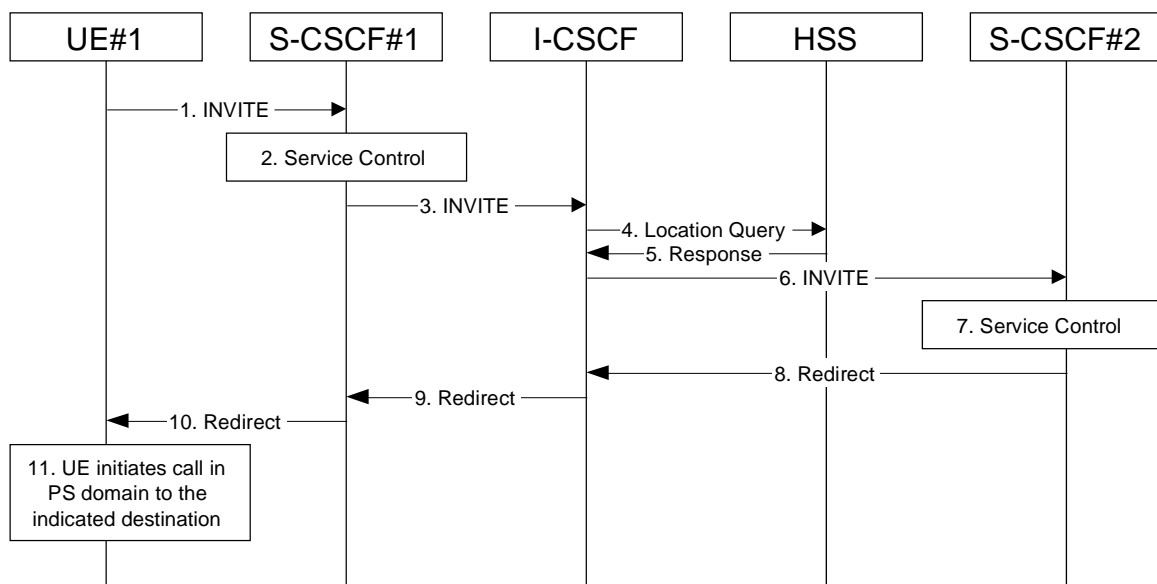 UE#1
S-CSCF#1
I-CSCF
HSS
S-CSCF#2
1. INVITE
2. Service Control
3. INVITE
4. Location Query
5. Response
6. INVITE
7. Service Control
8. Redirect
9. Redirect
10. Redirect
11. UE initiates call in
PS domain to the
indicated destination